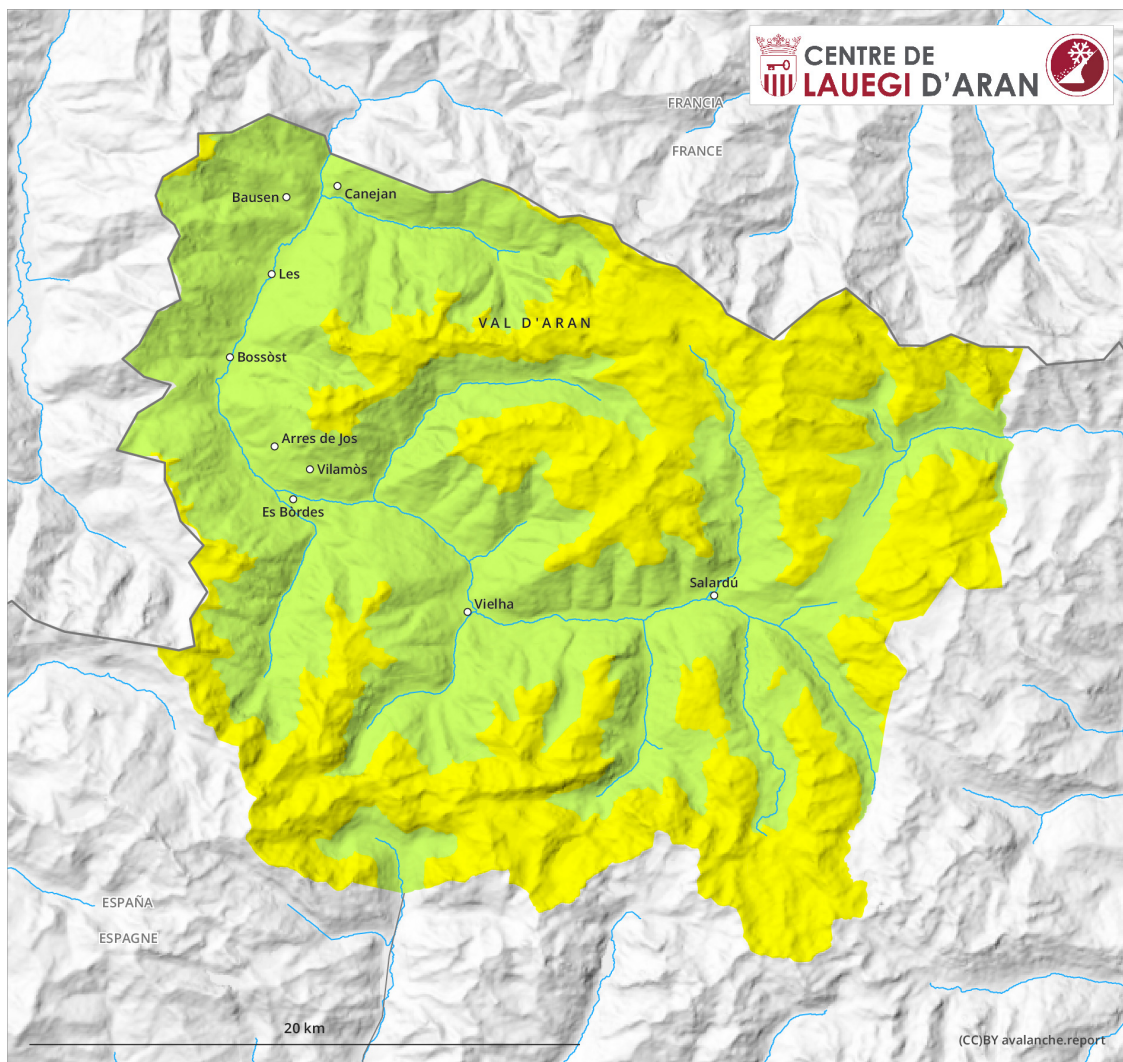 CENTRE DE
LAUEGI D'ARAN
FRANCIA
FRANCE
Bausen
Canejan
Les
VAL D'ARAN
Bossòst
Arres de Jos
Vilamòs
Es Bòrdes
Salardú
Vielha
ESPAÑA
ESPAGNE
20 km
(CC)BY avalanche.report